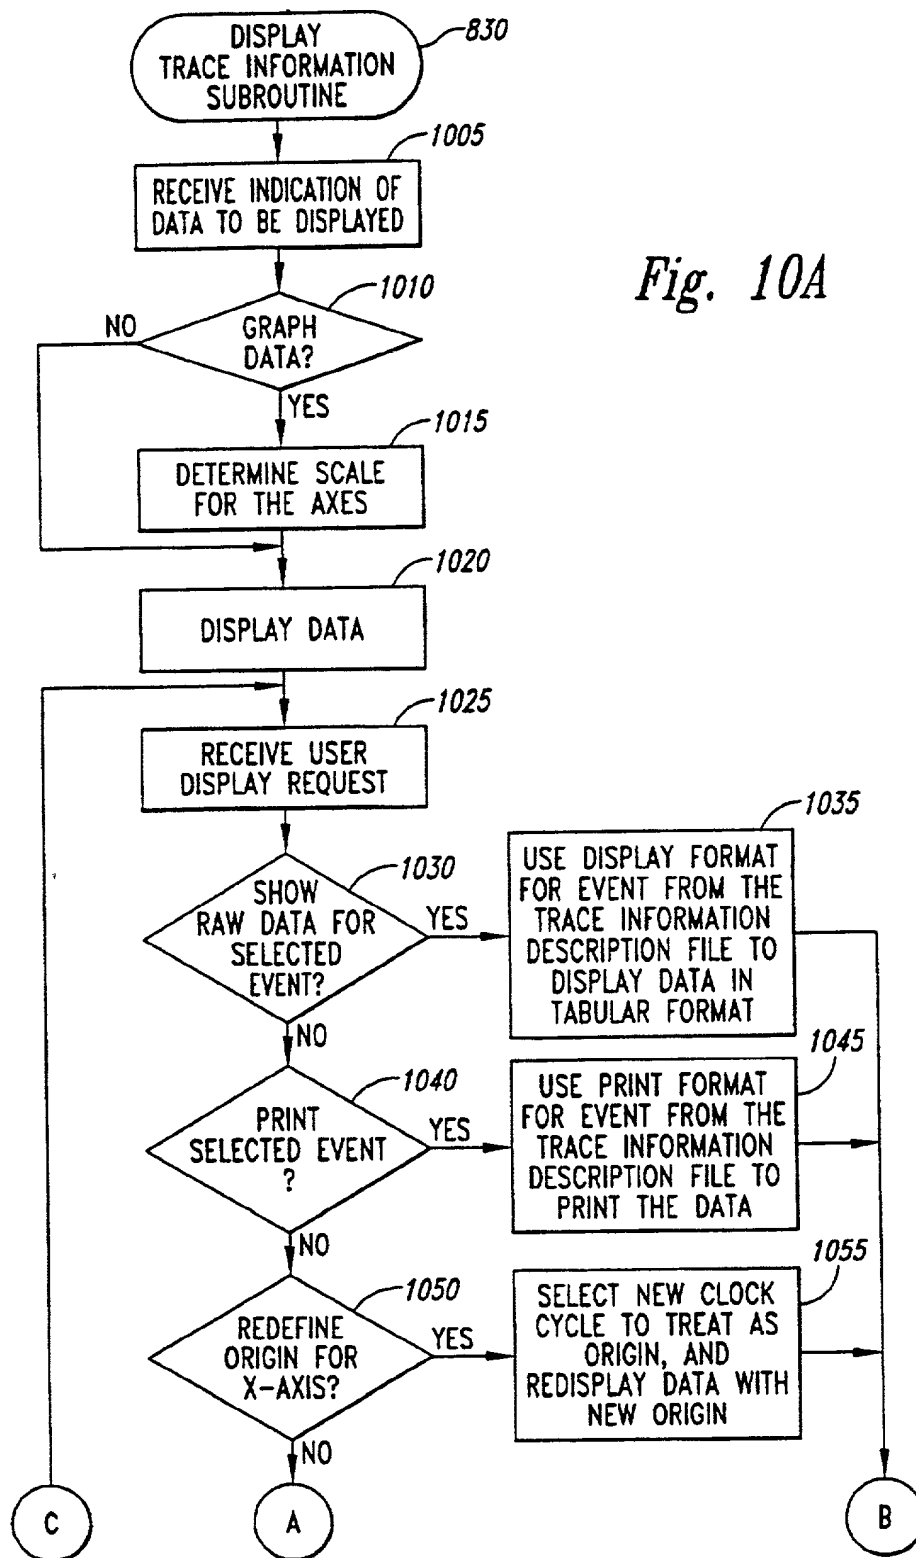 DISPLAY
TRACE INFORMATION
SUBROUTINE
830
1005
RECEIVE INDICATION OF
DATA TO BE DISPLAYED
Fig. 10A
1010
NO
GRAPH
DATA?
YES
1015
DETERMINE SCALE
FOR THE AXES
1020
DISPLAY DATA
1025
RECEIVE USER
DISPLAY REQUEST
1030
SHOW
RAW DATA FOR
SELECTED
EVENT?
YES
1035
USE DISPLAY FORMAT
FOR EVENT FROM THE
TRACE INFORMATION
DESCRIPTION FILE TO
DISPLAY DATA IN
TABULAR FORMAT
NO
1040
PRINT
SELECTED EVENT
?
YES
1045
USE PRINT FORMAT
FOR EVENT FROM THE
TRACE INFORMATION
DESCRIPTION FILE TO
PRINT THE DATA
NO
1050
REDEFINE
ORIGIN FOR
X-AXIS?
YES
1055
SELECT NEW CLOCK
CYCLE TO TREAT AS
ORIGIN, AND
REDISPLAY DATA WITH
NEW ORIGIN
NO
C
A
B